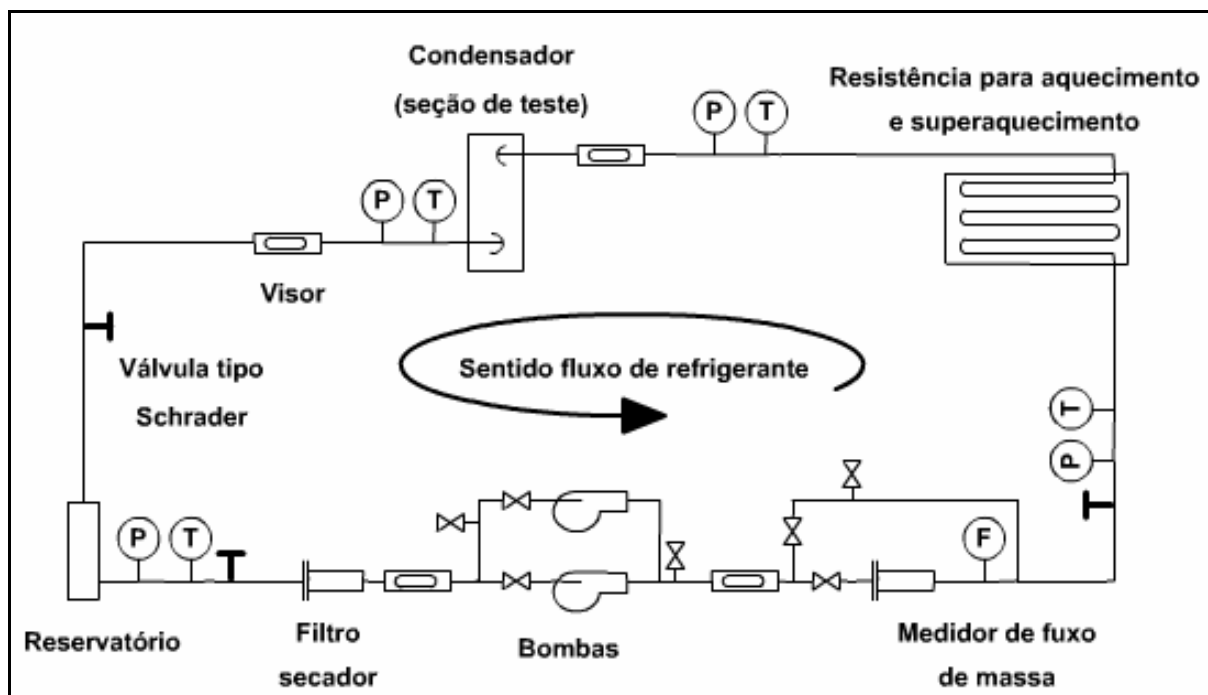 Condensador
(seção de teste)
Resistência para aquecimento
e superaquecimento
P
T
P
T
Visor
Válvula tipo
Schrader
Sentido fluxo de refrigerante
T
P
P
T
F
Reservatório
Filtro
secador
Bombas
Medidor de fuxo
de massa